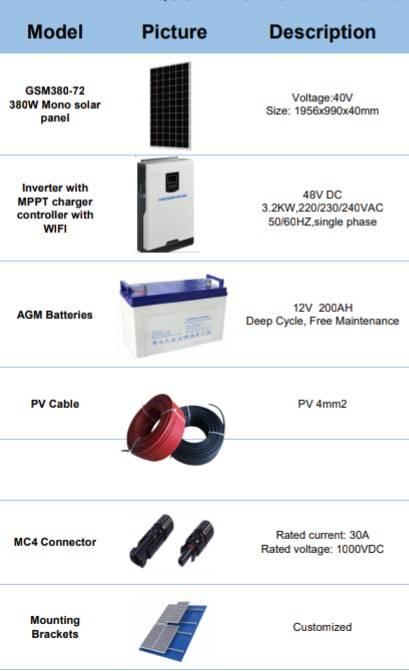 Model
Picture
Description
GSM380-72
380W Mono solar
panel
Voltage:40V
Size: 1956x990x40mm
Inverter with
MPPT charger
controller with
WIFI
48V DC
3.2KW,220/230/240VAC
50/60HZ,single phase
AGM Batteries
12V 200AH
Deep Cycle, Free Maintenance
PV Cable
PV 4mm2
MC4 Connector
Rated current: 30A
Rated voltage: 1000VDC
Mounting
Brackets
Customized